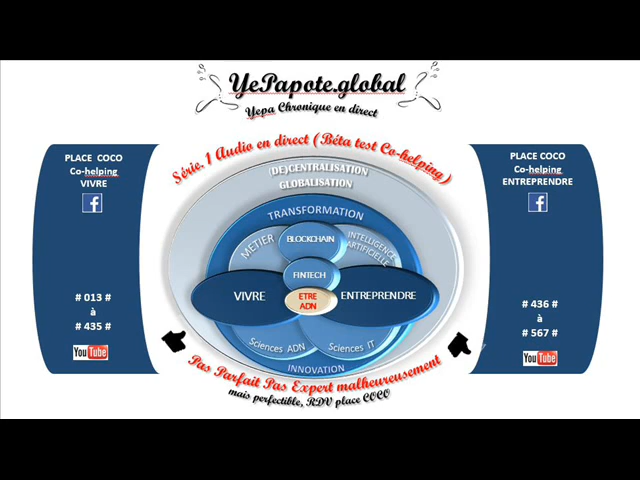 YePapote.global
Yepa Chronique en direct
Série, 1 Audio en direct (Béta test Co-helping)
PLACE COCO
Co-helping
VIVRE
# 013 #
à
# 435 #
YouTube
(DE)CENTRALISATION
GLOBALISATION
TRANSFORMATION
METIER
BLOCKCHAIN
INTELLIGENCE
ARTIFICIELLE
FINTECH
VIVRE
ETRE
ADN
ENTREPRENDRE
Sciences ADN
Sciences IT
INNOVATION
PLACE COCO
Co-helping
ENTREPRENDRE
# 436 #
à
# 567 #
YouTube
Pas Parfait Pas Expert malheureusement
mais perfectible, RDV place COCO